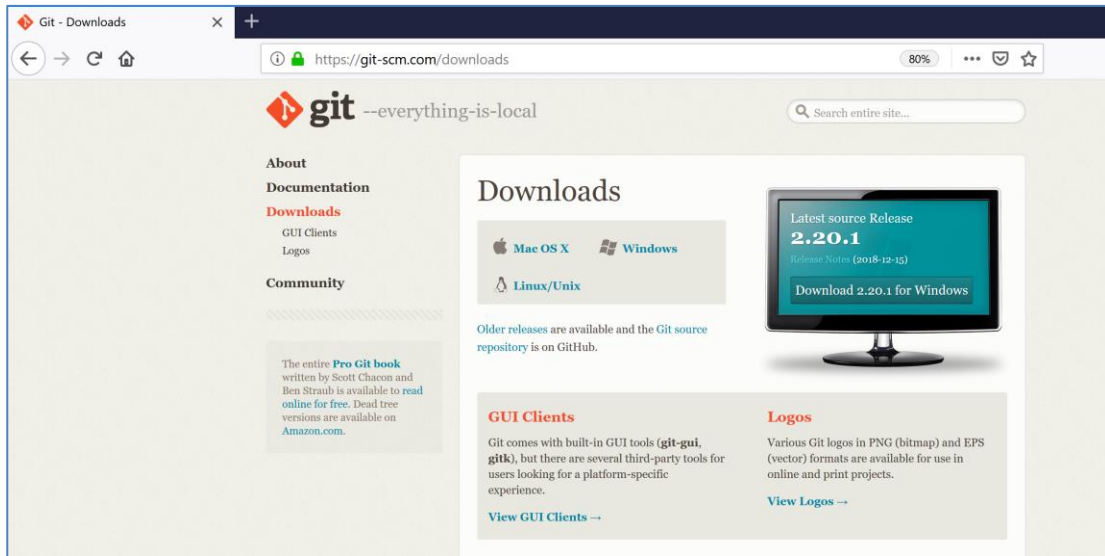 Git - Downloads
https://git-scm.com/downloads
80%
git --everything-is-local
Search entire site...
About
Documentation
Downloads
GUI Clients
Logos
Community
The entire Pro Git book
written by Scott Chacon and
Ben Straub is available to read
online for free. Dead tree
versions are available on
Amazon.com.
Downloads
Mac OS X
Windows
Linux/Unix
Older releases are available and the Git source
repository is on GitHub.
Latest source Release
2.20.1
Release Notes (2018-12-15)
Download 2.20.1 for Windows
GUI Clients
Git comes with built-in GUI tools (git-gui,
gitk), but there are several third-party tools for
users looking for a platform-specific
experience.
View GUI Clients →
Logos
Various Git logos in PNG (bitmap) and EPS
(vector) formats are available for use in
online and print projects.
View Logos →